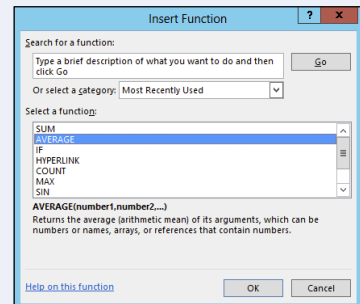 Insert Function
? x
Search for a function:
Type a brief description of what you want to do and then
click Go
Go
Or select a category: Most Recently Used
Select a function:
SUM
AVERAGE
IF
HYPERLINK
COUNT
MAX
SIN
AVERAGE(number1,number2,...)
Returns the average (arithmetic mean) of its arguments, which can be
numbers or names, arrays, or references that contain numbers.
Help on this function
OK
Cancel